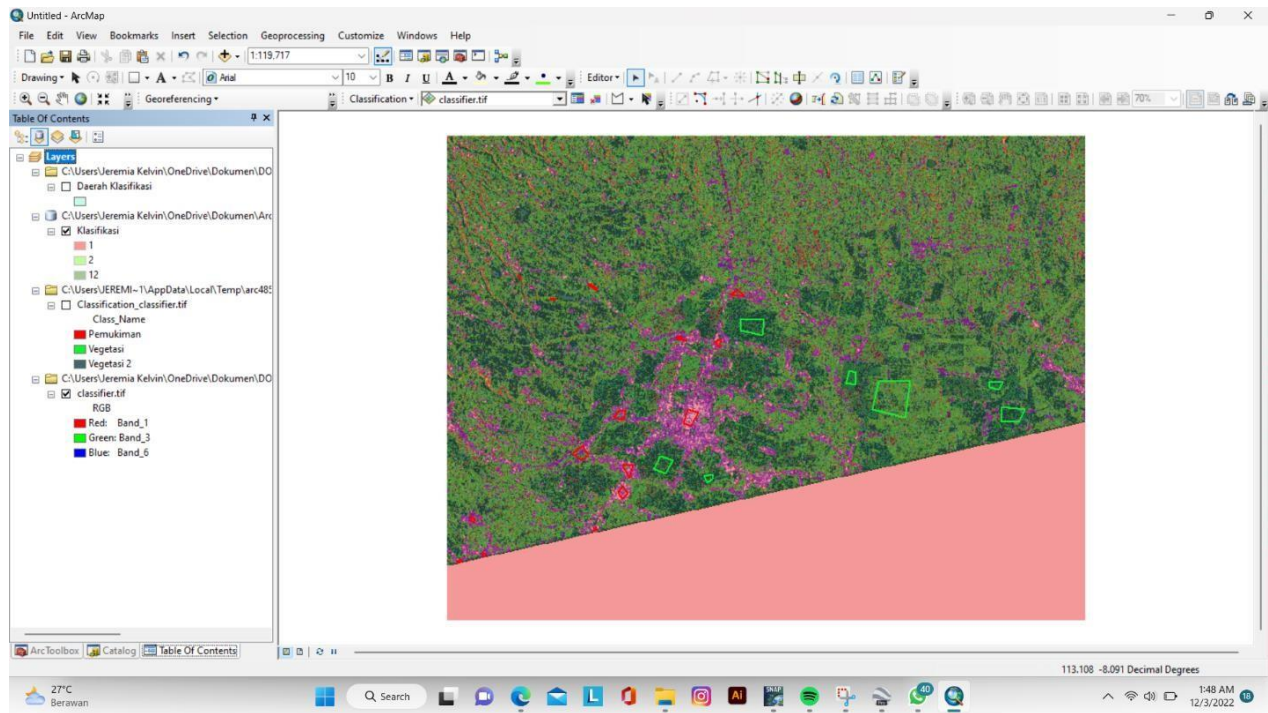 Untitled - ArcMap
File Edit View Bookmarks Insert Selection Geoprocessing Customize Windows Help
1:119,717
Drawing A Arial 10 B I U A Editor
Georeferencing Classification classifier.tif 70%
Table Of Contents
Layers
C:\Users\Jeremia Kelvin\OneDrive\Dokumen\DO
Daerah Klasifikasi
C:\Users\Jeremia Kelvin\OneDrive\Dokumen\Arc
Klasifikasi
1
2
12
C:\Users\JEREMI~1\AppData\Local\Temp\arc485
Classification_classifier.tif
Class_Name
Pemukiman
Vegetasi
Vegetasi 2
C:\Users\Jeremia Kelvin\OneDrive\Dokumen\DO
classifier.tif
RGB
Red: Band_1
Green: Band_3
Blue: Band_6
ArcToolbox Catalog Table Of Contents
113.108 -8.091 Decimal Degrees
27°C
Berawan
Search
L
Ai
SNAP
40
1:48 AM
12/3/2022
18